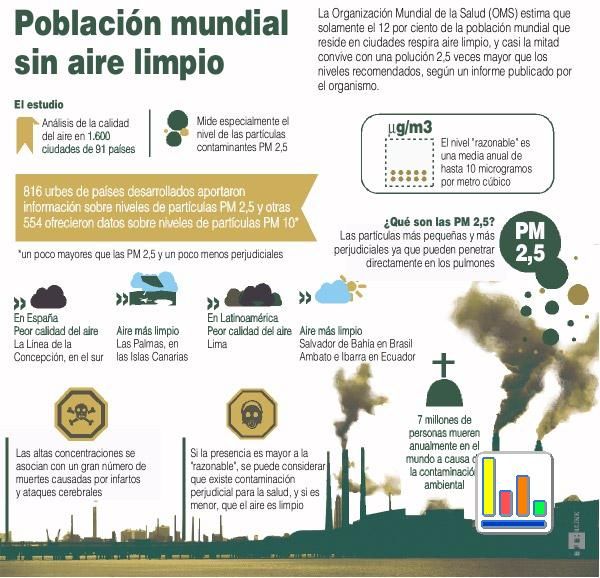 Población mundial
sin aire limpio
La Organización Mundial de la Salud (OMS) estima que
solamente el 12 por ciento de la población mundial que
reside en ciudades respira aire limpio, y casi la mitad
convive con una polución 2,5 veces mayor que los
niveles recomendados, según un informe publicado por
el organismo.
El estudio
Análisis de la calidad
del aire en 1.600
ciudades de 91 países
Mide especialmente el
nivel de las partículas
contaminantes PM 2,5
µg/m3
El nivel "razonable" es
una media anual de
hasta 10 microgramos
por metro cúbico
816 urbes de países desarrollados aportaron
información sobre niveles de partículas PM 2,5 y otras
554 ofrecieron datos sobre niveles de partículas PM 10*
*un poco mayores que las PM 2,5 y un poco menos perjudiciales
¿Qué son las PM 2,5?
Las partículas más pequeñas y más
perjudiciales ya que pueden penetrar
directamente en los pulmones
PM
2,5
En España
Peor calidad del aire
La Línea de la
Concepción, en el sur
Aire más limpio
Las Palmas, en
las Islas Canarias
En Latinoamérica
Peor calidad del aire
Lima
Aire más limpio
Salvador de Bahía en Brasil
Ambato e Ibarra en Ecuador
Las altas concentraciones se
asocian con un gran número de
muertes causadas por infartos
y ataques cerebrales
Si la presencia es mayor a la
"razonable", se puede considerar
que existe contaminación
perjudicial para la salud, y si es
menor, que el aire es limpio
7 millones de
personas mueren
anualmente en el
mundo a causa
la contaminación
ambiental